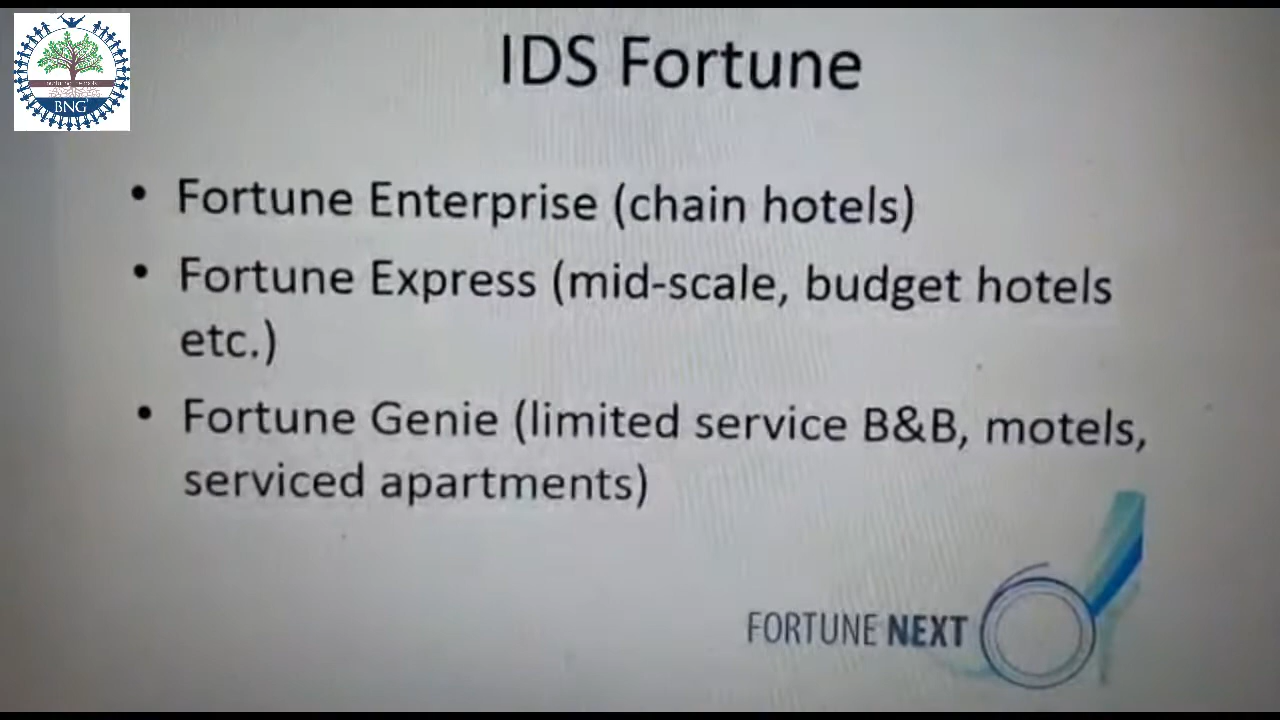 IDS Fortune
• Fortune Enterprise (chain hotels)
• Fortune Express (mid-scale, budget hotels
etc.)
• Fortune Genie (limited service B&B, motels,
serviced apartments)
FORTUNE NEXT
BNG